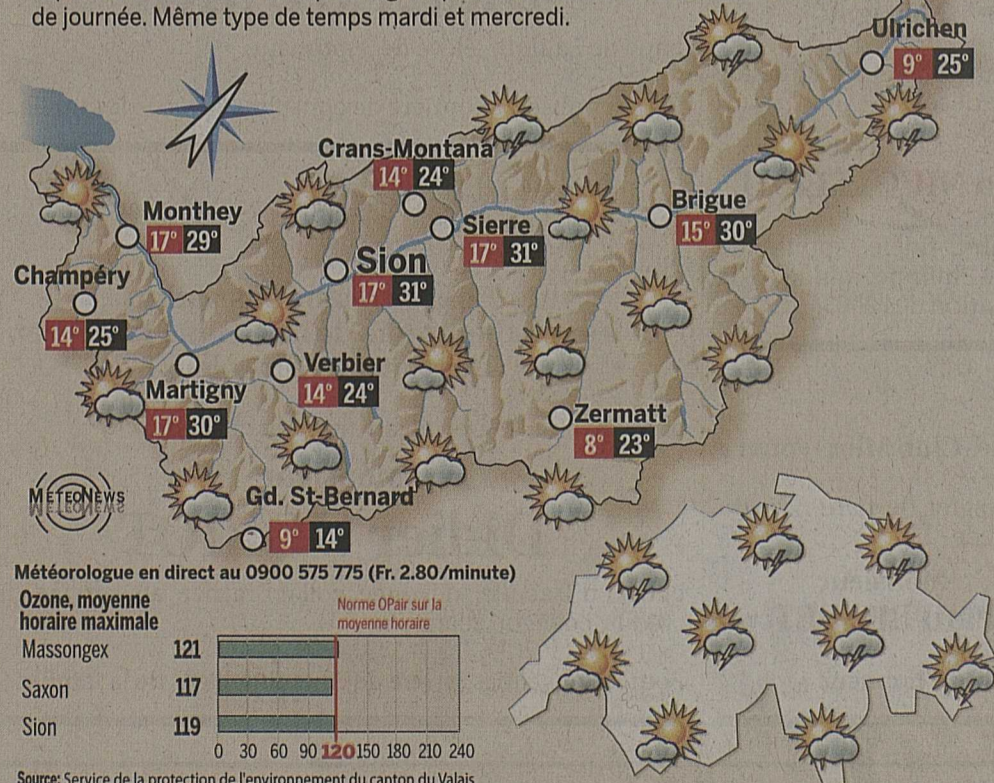 de journée. Même type de temps mardi et mercredi.
Ulrichen
9° 25°
Crans-Montana
14° 24°
Monthey
17° 29°
Sierre
17° 31°
Brigue
15° 30°
Champéry
14° 25°
Sion
17° 31°
Martigny
17° 30°
Verbier
14° 24°
Zermatt
8° 23°
METEONEWS
Gd. St-Bernard
9° 14°
Météorologue en direct au 0900 575 775 (Fr. 2.80/minute)
Ozone, moyenne
horaire maximale
Norme OPair sur la
moyenne horaire
Massongex 121
Saxon 117
Sion 119
0 30 60 90 120 150 180 210 240
Source: Service de la protection de l'environnement du canton du Valais